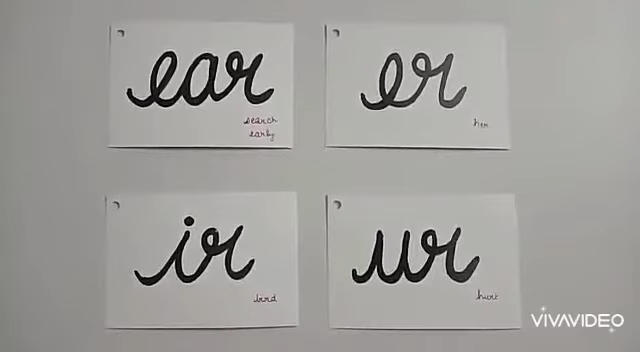 ear
search
early
er
her
ir
bird
ur
hurt
VIVAVIDEO